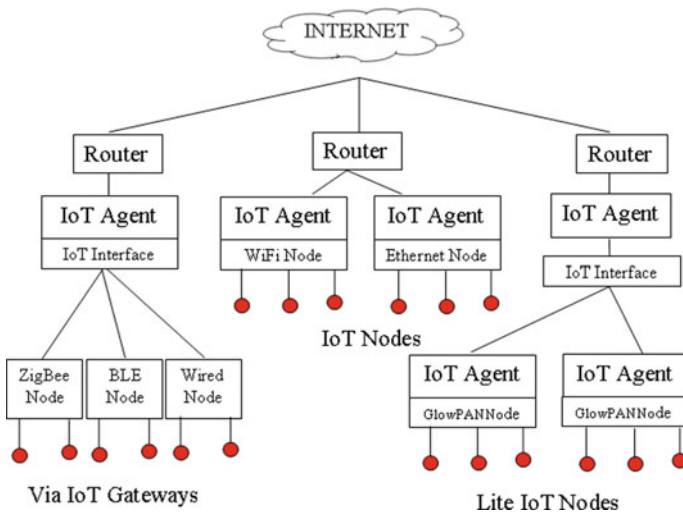 INTERNET
Router
Router
Router
IoT Agent
IoT Interface
IoT Agent
WiFi Node
IoT Agent
Ethernet Node
IoT Agent
IoT Interface
IoT Nodes
ZigBee
Node
BLE
Node
Wired
Node
IoT Agent
GlowPANNode
IoT Agent
GlowPANNode
Via IoT Gateways
Lite IoT Nodes